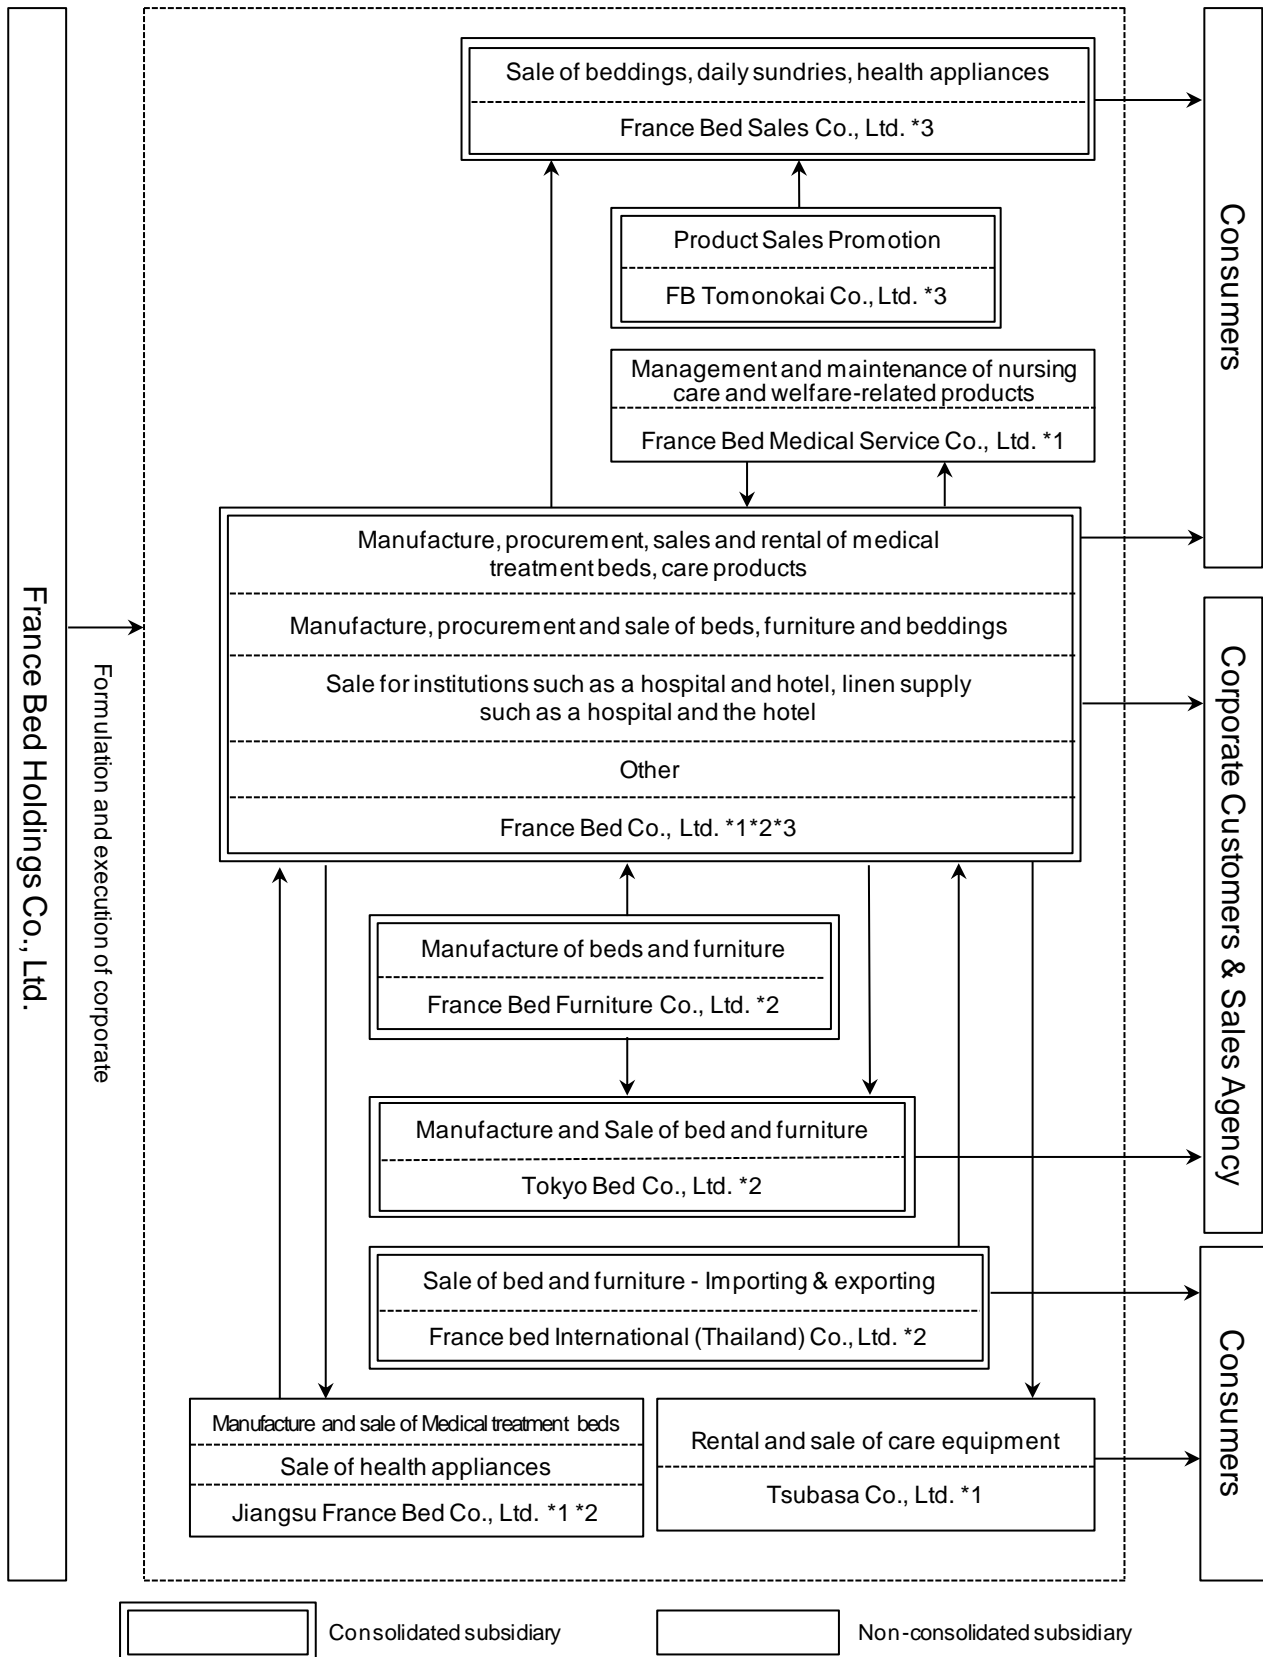 France Bed Holdings Co., Ltd.
Formulation and execution of corporate
Sale of beddings, daily sundries, health appliances
France Bed Sales Co., Ltd. *3
Product Sales Promotion
FB Tomonokai Co., Ltd. *3
Management and maintenance of nursing
care and welfare-related products
France Bed Medical Service Co., Ltd. *1
Manufacture, procurement, sales and rental of medical
treatment beds, care products
Manufacture, procurement and sale of beds, furniture and beddings
Sale for institutions such as a hospital and hotel, linen supply
such as a hospital and the hotel
Other
France Bed Co., Ltd. *1*2*3
Manufacture of beds and furniture
France Bed Furniture Co., Ltd. *2
Manufacture and Sale of bed and furniture
Tokyo Bed Co., Ltd. *2
Sale of bed and furniture - Importing & exporting
France bed International (Thailand) Co., Ltd. *2
Manufacture and sale of Medical treatment beds
Sale of health appliances
Jiangsu France Bed Co., Ltd. *1 *2
Rental and sale of care equipment
Tsubasa Co., Ltd. *1
Consumers
Corporate Customers & Sales Agency
Consumers
Consolidated subsidiary
Non-consolidated subsidiary